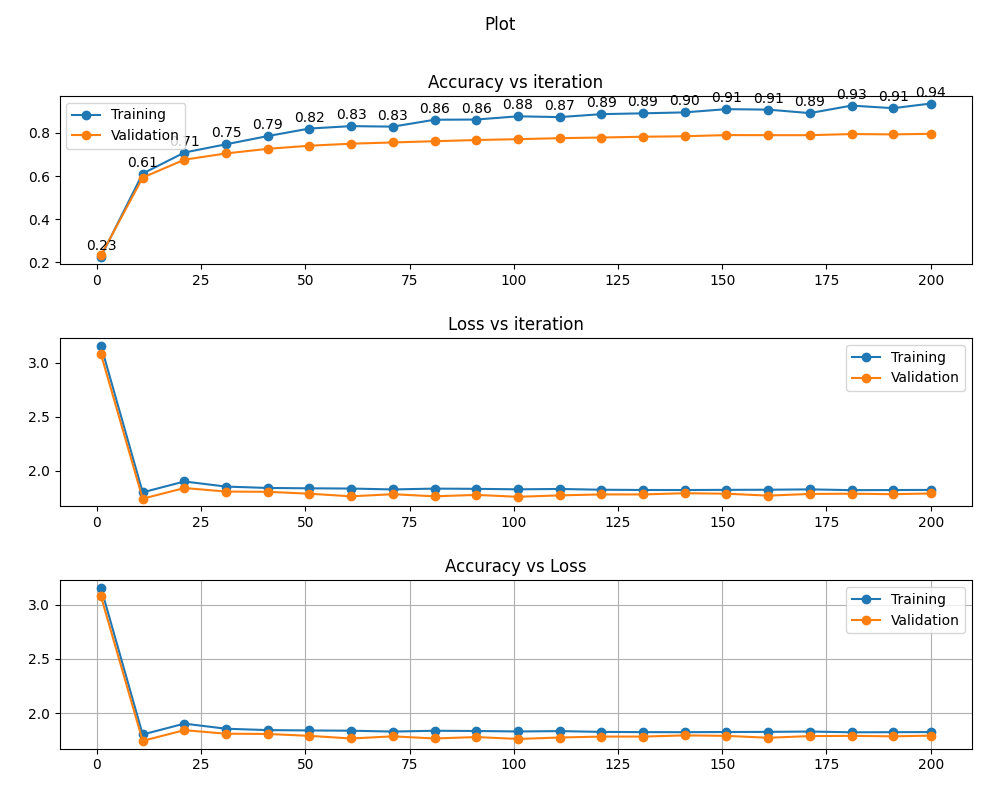 Plot
Accuracy vs iteration
Training
Validation
0.23 0.61 0.71 0.75 0.79 0.82 0.83 0.83 0.86 0.86 0.88 0.87 0.89 0.89 0.90 0.91 0.91 0.89 0.93 0.91 0.94
0.8
0.6
0.4
0.2
0 25 50 75 100 125 150 175 200
Loss vs iteration
Training
Validation
3.0
2.5
2.0
0 25 50 75 100 125 150 175 200
Accuracy vs Loss
Training
Validation
3.0
2.5
2.0
0 25 50 75 100 125 150 175 200